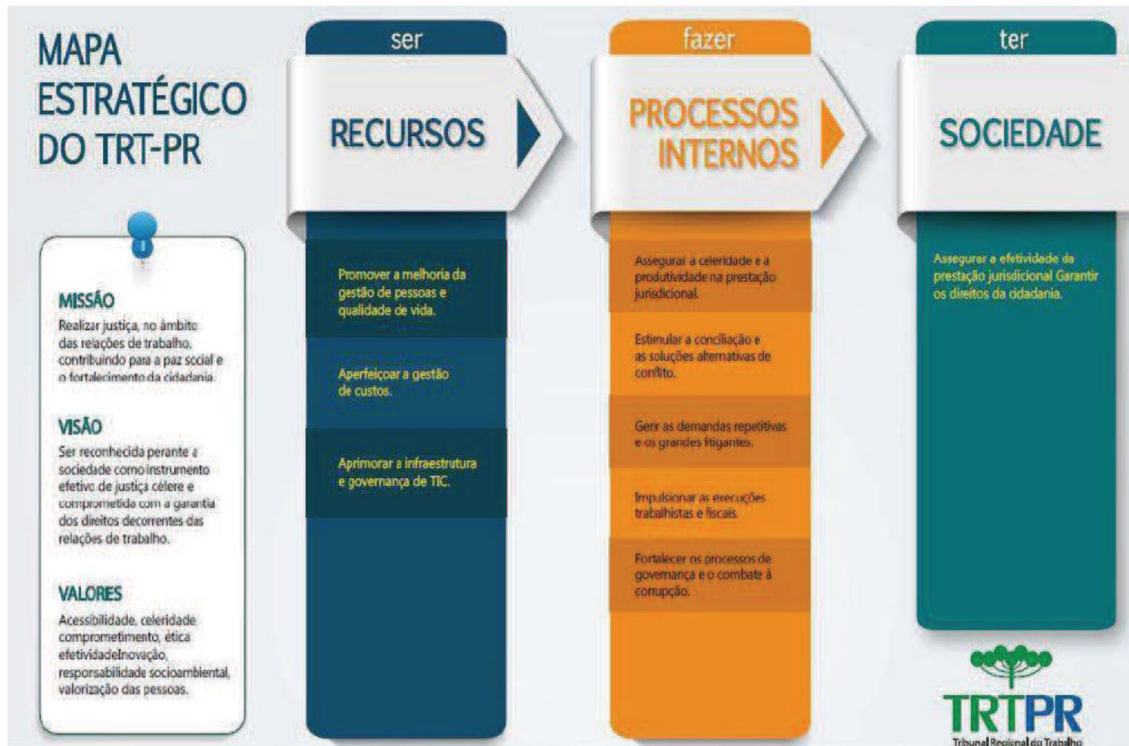 MAPA
ESTRATÉGICO
DO TRT-PR
MISSÃO
Realizar justiça, no âmbito
das relações de trabalho,
contribuindo para a paz social e
o fortalecimento da cidadania.
VISÃO
Ser reconhecida perante a
sociedade como instrumento
efetivo de justiça célere e
comprometida com a garantia
dos direitos decorrentes das
relações de trabalho.
VALORES
Acessibilidade, celeridade
comprometimento, ética
efetividadeInovação,
responsabilidade socioambiental,
valorização das pessoas.
ser
RECURSOS
Promover a melhoria da
gestão de pessoas e
qualidade de vida.
Aperfeiçoar a gestão
de custos.
Aprimorar a infraestrutura
e governança de TIC.
fazer
PROCESSOS
INTERNOS
Assegurar a celeridade e a
produtividade na prestação
jurisdicional.
Estimular a conciliação e
as soluções alternativas de
conflito.
Gerir as demandas repetitivas
e os grandes litigantes.
Impulsionar as execuções
trabalhistas e fiscais.
Fortalecer os processos de
governança e o combate à
corrupção.
ter
SOCIEDADE
Assegurar a efetividade da
prestação jurisdicional Garantir
os direitos da cidadania.
TRTPR
Tribunal Regional do Trabalho